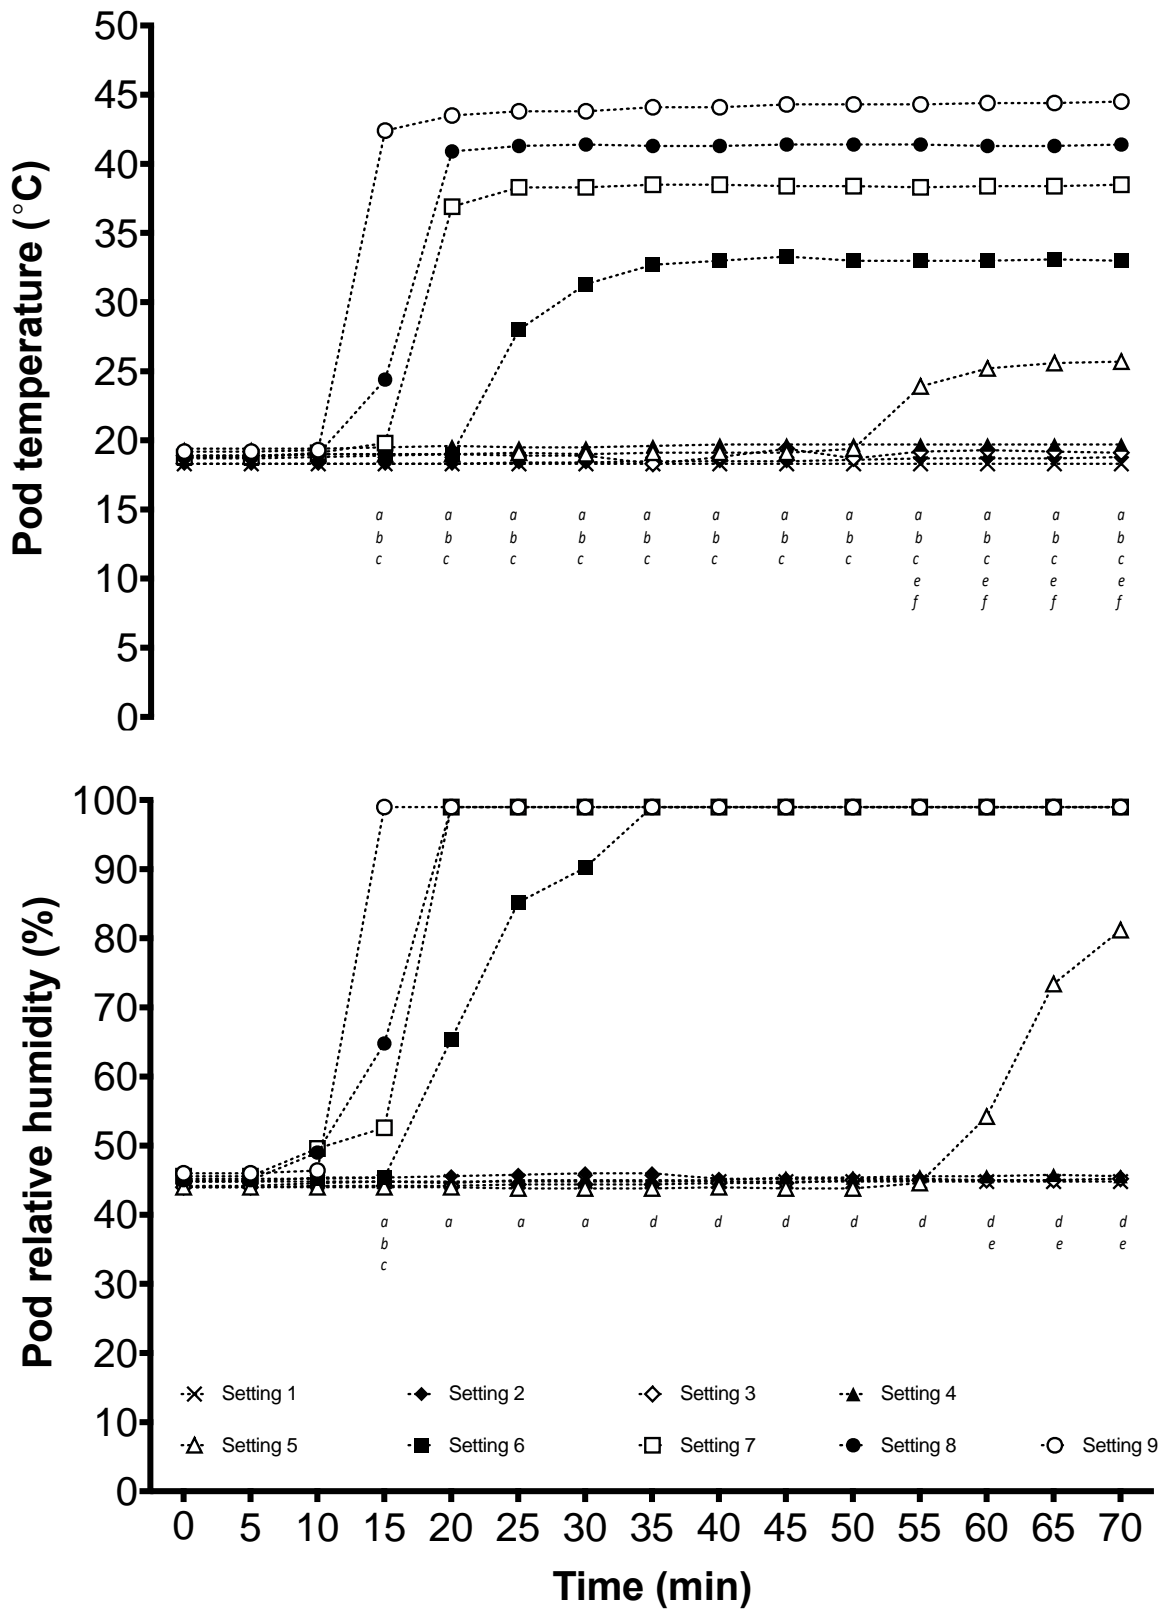 Pod temperature (°C)
50
45
40
35
30
25
20
15
10
5
0
a a a a a a a a a a a a
b b b b b b b b b b b b
c c c c c c c c c c c c
e e e e
f f f f
Pod relative humidity (%)
100
90
80
70
60
50
40
30
20
10
0
a a a a d d d d d d d d
b e e e
c
Setting 1 Setting 2 Setting 3 Setting 4
Setting 5 Setting 6 Setting 7 Setting 8 Setting 9
0 5 10 15 20 25 30 35 40 45 50 55 60 65 70
Time (min)